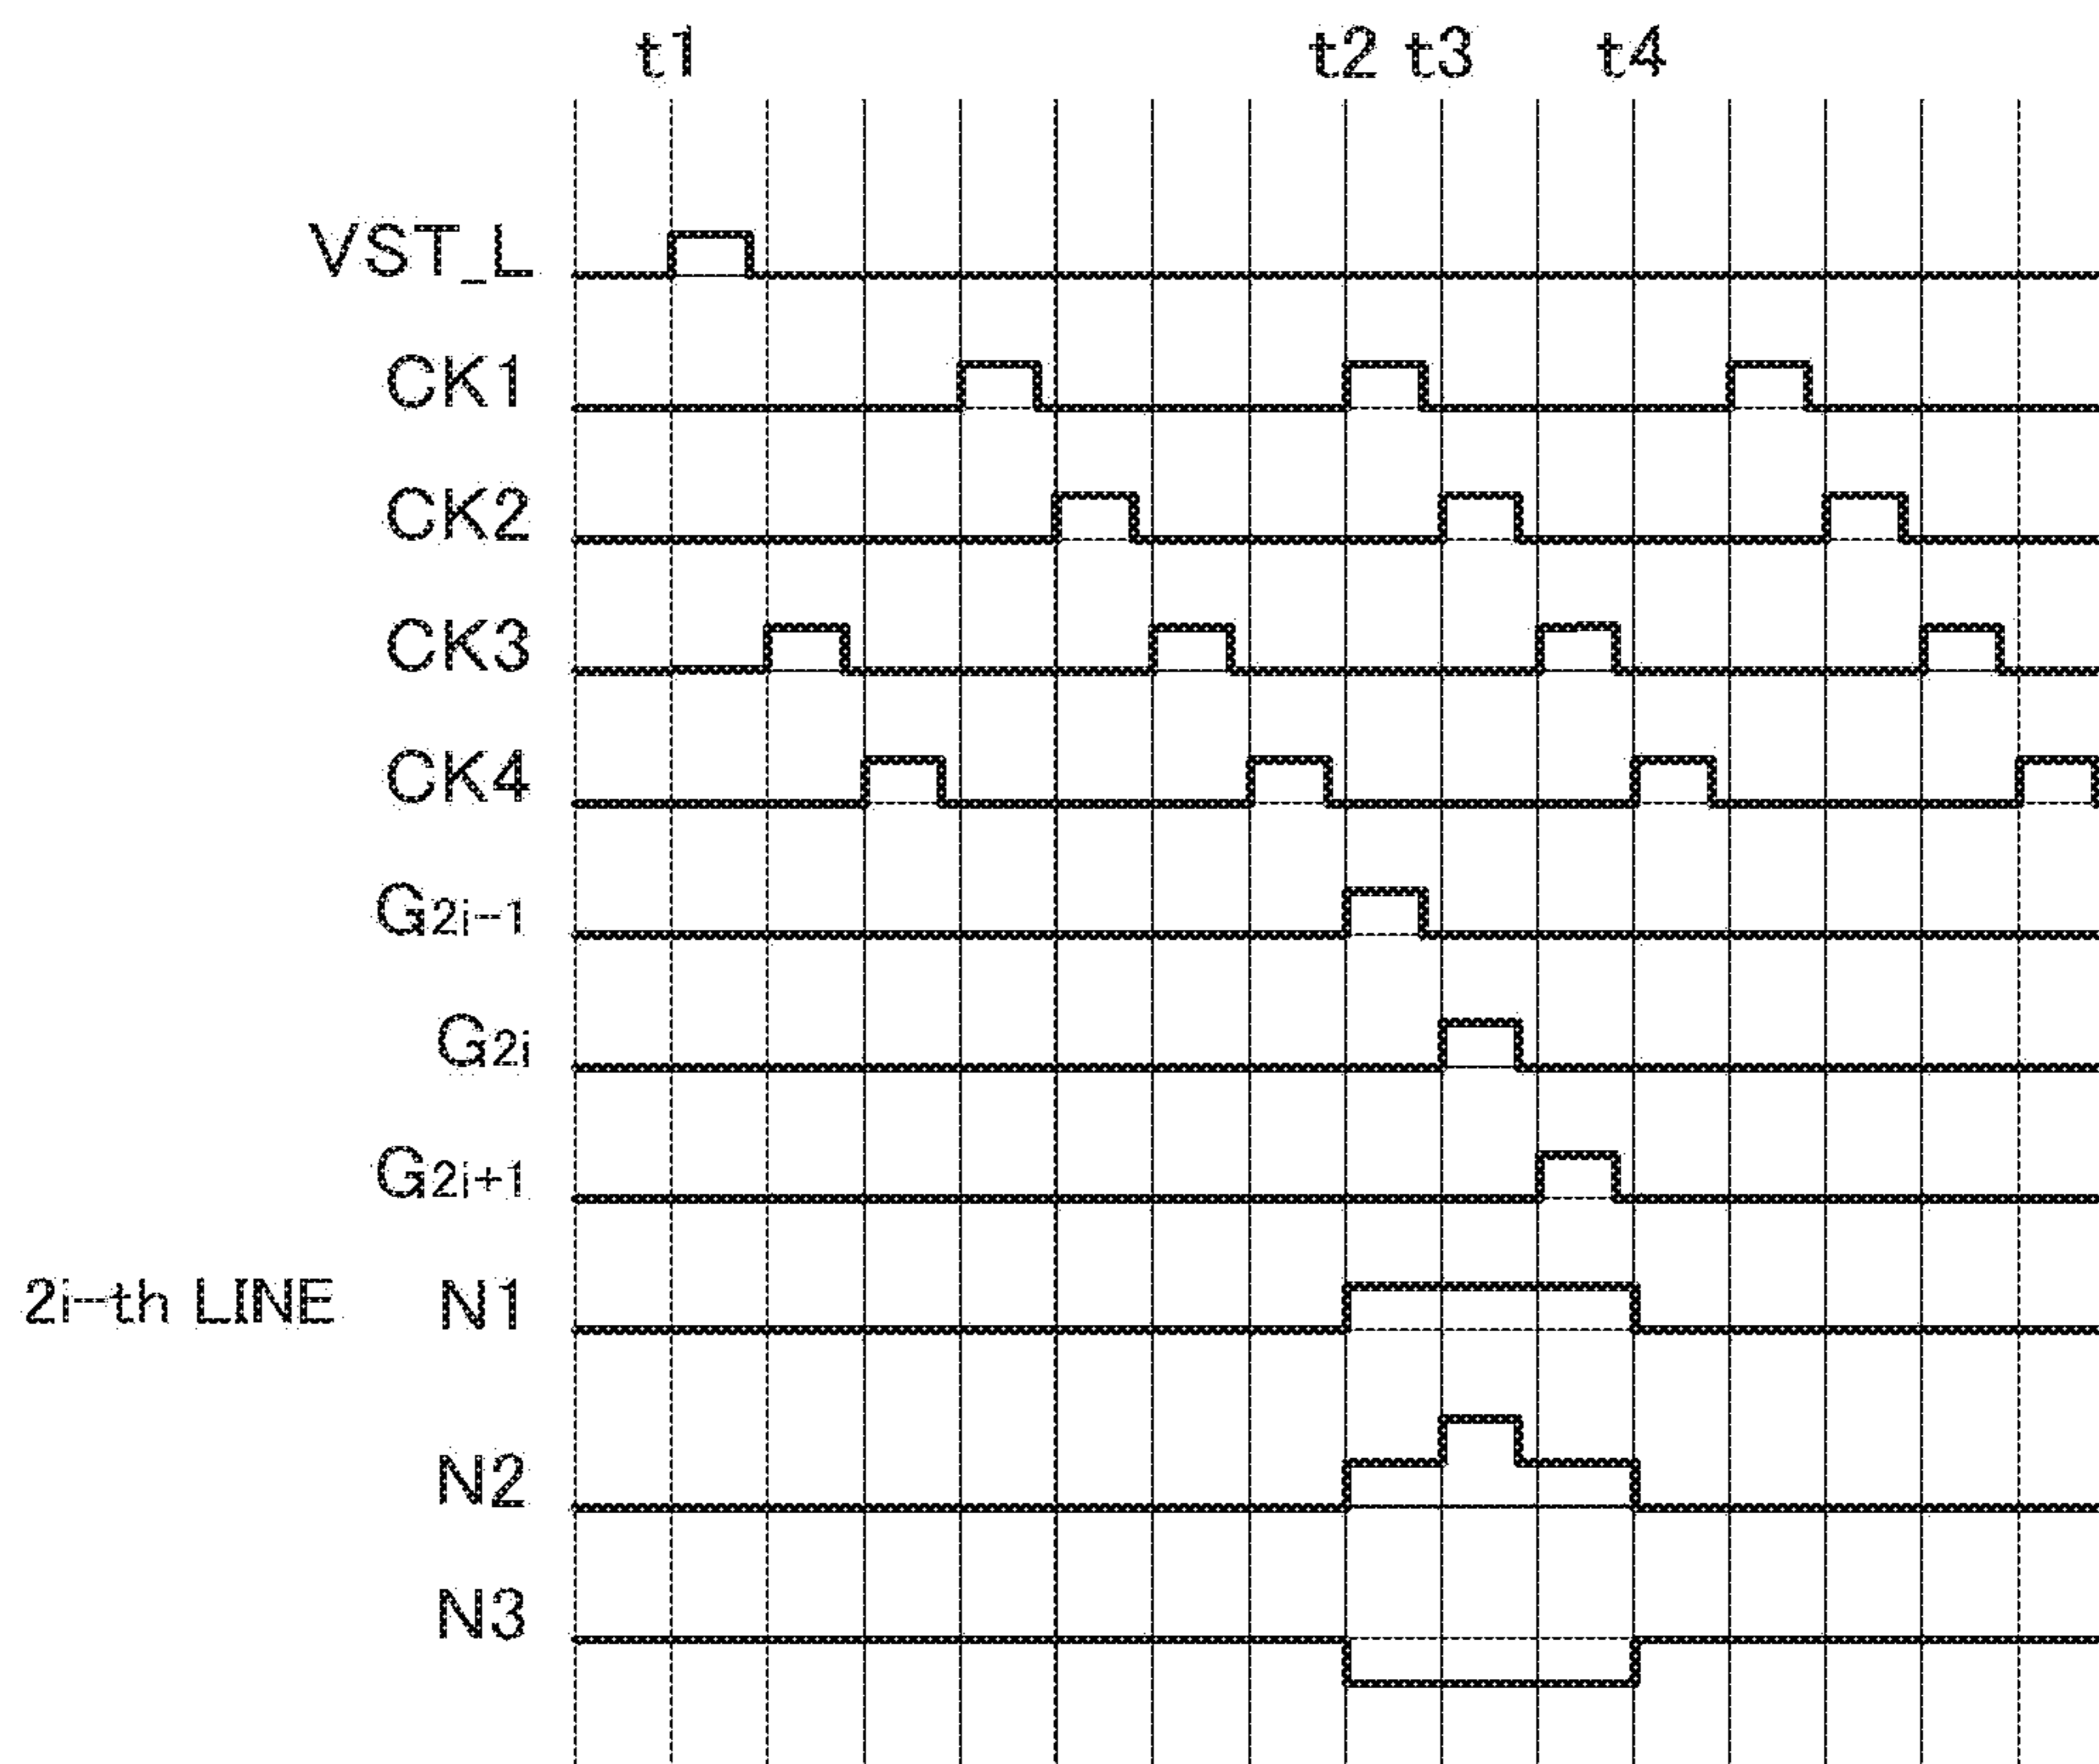 t1 t2 t3 t4
VST_L
CK1
CK2
CK3
CK4
G2i-1
G2i
G2i+1
2i-th LINE N1
N2
N3